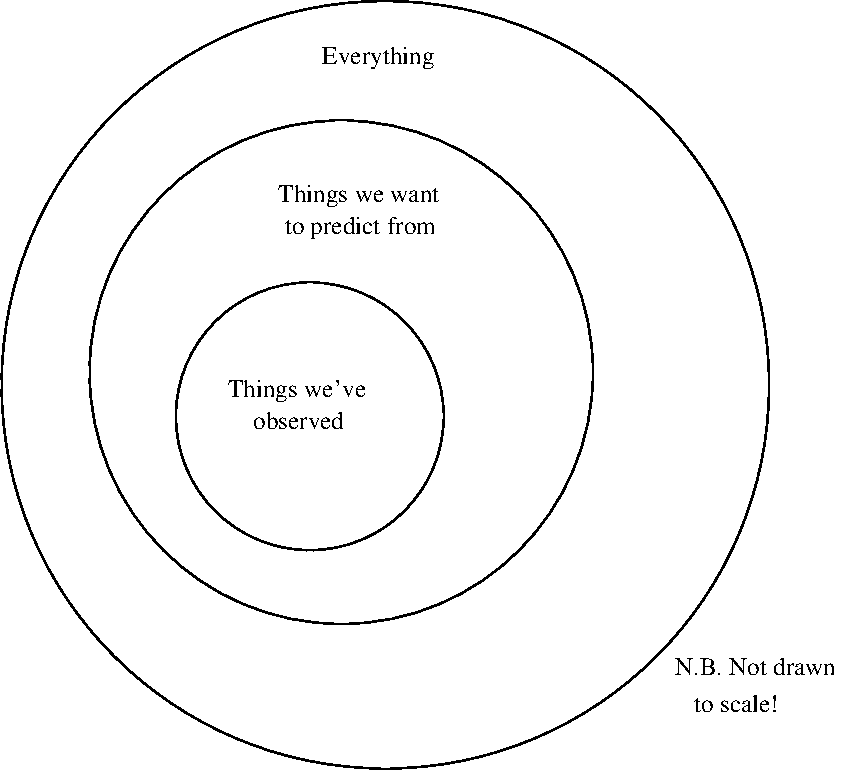 Everything
Things we want
to predict from
Things we've
observed
N.B. Not drawn
to scale!